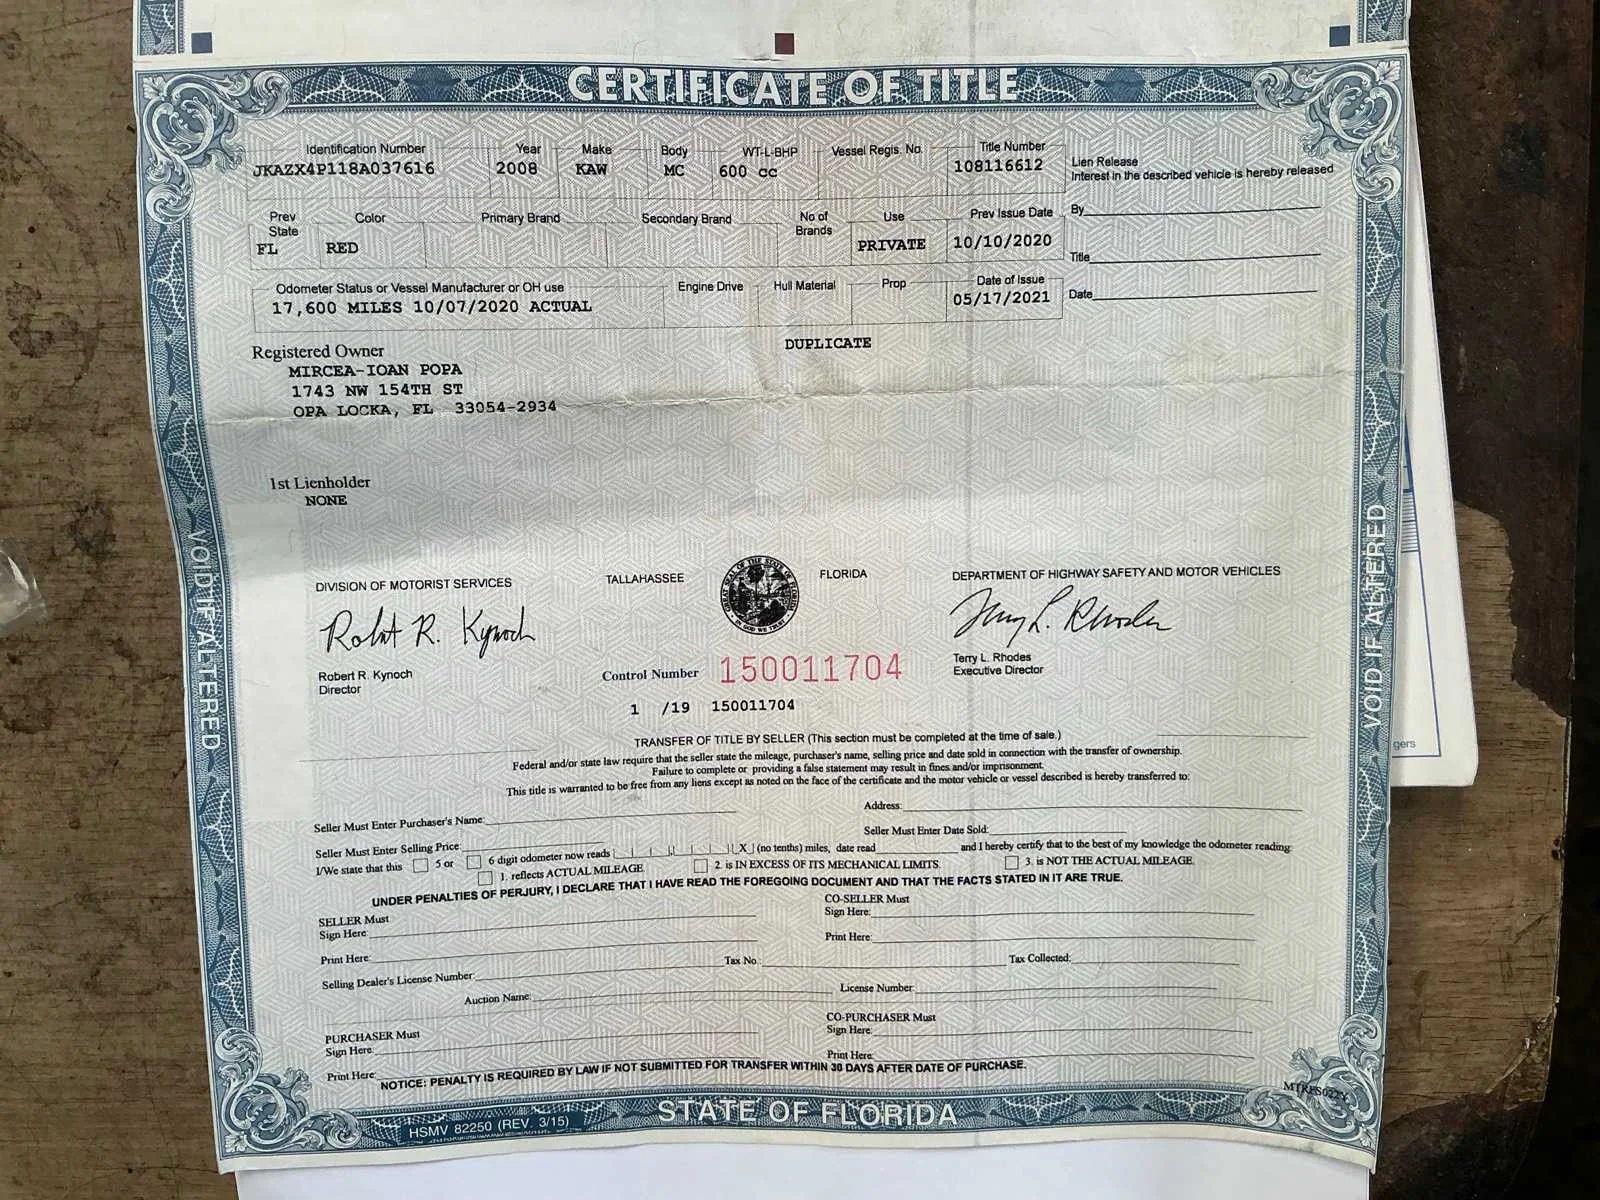 CERTIFICATE OF TITLE
Identification Number Year Make Body WT-L-BHP Vessel Regis. No. Title Number
JKAZX4P118A037616 2008 KAW MC 600 cc 108116612
Lien Release
Interest in the described vehicle is hereby released
Prev State Color Primary Brand Secondary Brand No of Brands Use Prev Issue Date
FL RED PRIVATE 10/10/2020
By
Title
Odometer Status or Vessel Manufacturer or OH use Engine Drive Hull Material Prop Date of Issue
17,600 MILES 10/07/2020 ACTUAL 05/17/2021
Date
DUPLICATE
Registered Owner
MIRCEA-IOAN POPA
1743 NW 154TH ST
OPA LOCKA, FL 33054-2934
1st Lienholder
NONE
VOID IF ALTERED
VOID IF ALTERED
DIVISION OF MOTORIST SERVICES TALLAHASSEE FLORIDA DEPARTMENT OF HIGHWAY SAFETY AND MOTOR VEHICLES
GREAT SEAL OF THE STATE OF FLORIDA
IN GOD WE TRUST
Robert R. Kynoch
Terry L. Rhodes
Robert R. Kynoch
Director
Control Number 150011704
Terry L. Rhodes
Executive Director
1 /19 150011704
TRANSFER OF TITLE BY SELLER (This section must be completed at the time of sale.)
Federal and/or state law require that the seller state the mileage, purchaser's name, selling price and date sold in connection with the transfer of ownership.
Failure to complete or providing a false statement may result in fines and/or imprisonment.
This title is warranted to be free from any liens except as noted on the face of the certificate and the motor vehicle or vessel described is hereby transferred to:
Seller Must Enter Purchaser's Name: Address:
Seller Must Enter Selling Price: Seller Must Enter Date Sold:
I/We state that this 5 or 6 digit odometer now reads X (no tenths) miles, date read and I hereby certify that to the best of my knowledge the odometer reading:
1. reflects ACTUAL MILEAGE 2. is IN EXCESS OF ITS MECHANICAL LIMITS. 3. is NOT THE ACTUAL MILEAGE.
UNDER PENALTIES OF PERJURY, I DECLARE THAT I HAVE READ THE FOREGOING DOCUMENT AND THAT THE FACTS STATED IN IT ARE TRUE.
SELLER Must
Sign Here:
CO-SELLER Must
Sign Here:
Print Here: Print Here:
Tax No.: Tax Collected:
Selling Dealer's License Number:
Auction Name: License Number:
PURCHASER Must
Sign Here:
CO-PURCHASER Must
Sign Here:
Print Here: Print Here:
NOTICE: PENALTY IS REQUIRED BY LAW IF NOT SUBMITTED FOR TRANSFER WITHIN 30 DAYS AFTER DATE OF PURCHASE.
HSMV 82250 (REV. 3/15)
STATE OF FLORIDA
gers